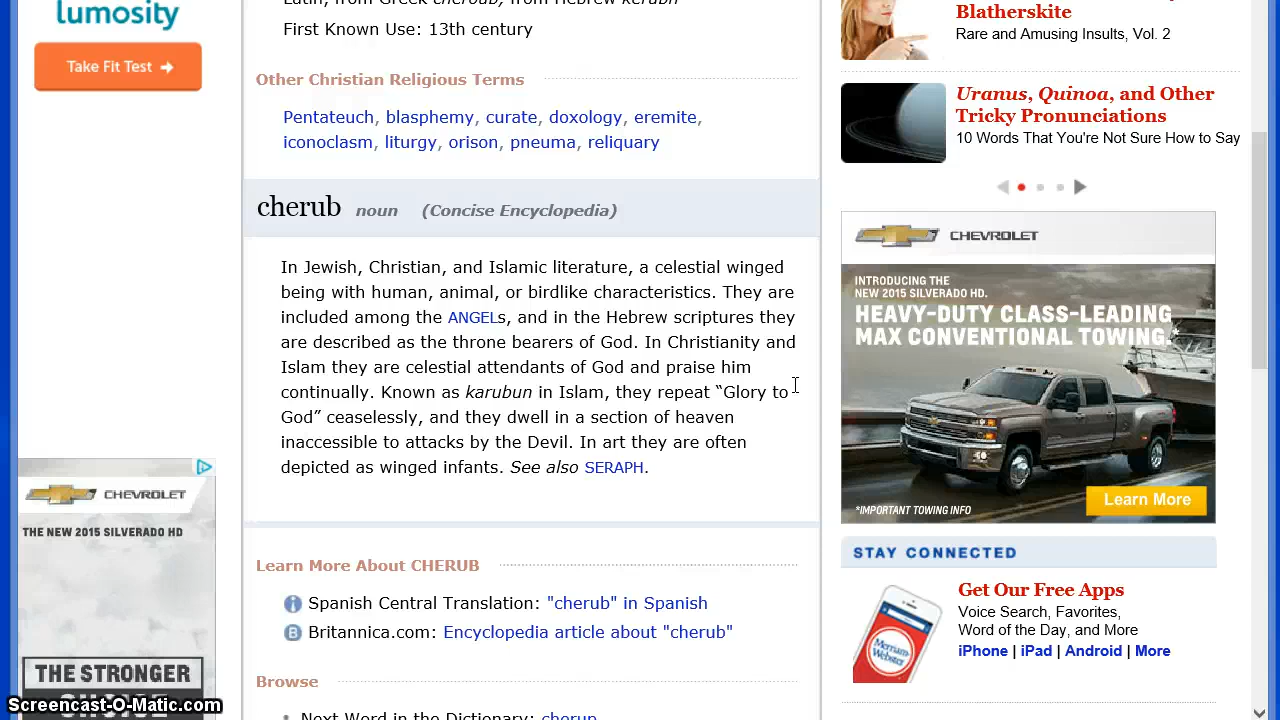 lumosity
Take Fit Test
First Known Use: 13th century
Other Christian Religious Terms
Pentateuch, blasphemy, curate, doxology, eremite,
iconoclasm, liturgy, orison, pneuma, reliquary
cherub noun (Concise Encyclopedia)
In Jewish, Christian, and Islamic literature, a celestial winged
being with human, animal, or birdlike characteristics. They are
included among the ANGELs, and in the Hebrew scriptures they
are described as the throne bearers of God. In Christianity and
Islam they are celestial attendants of God and praise him
continually. Known as karubun in Islam, they repeat “Glory to
God” ceaselessly, and they dwell in a section of heaven
inaccessible to attacks by the Devil. In art they are often
depicted as winged infants. See also SERAPH.
Learn More About CHERUB
Spanish Central Translation: "cherub" in Spanish
B Britannica.com: Encyclopedia article about "cherub"
Browse
Next Word in the Dictionary: cherup
Blatherskite
Rare and Amusing Insults, Vol. 2
Uranus, Quinoa, and Other
Tricky Pronunciations
10 Words That You're Not Sure How to Say
CHEVROLET
INTRODUCING THE
NEW 2015 SILVERADO HD.
HEAVY-DUTY CLASS-LEADING
MAX CONVENTIONAL TOWING.*
Learn More
*IMPORTANT TOWING INFO
STAY CONNECTED
Get Our Free Apps
Voice Search, Favorites,
Word of the Day, and More
iPhone | iPad | Android | More
Merriam-
Webster
CHEVROLET
THE NEW 2015 SILVERADO HD
THE STRONGER
CHOICE
Screencast-O-Matic.com